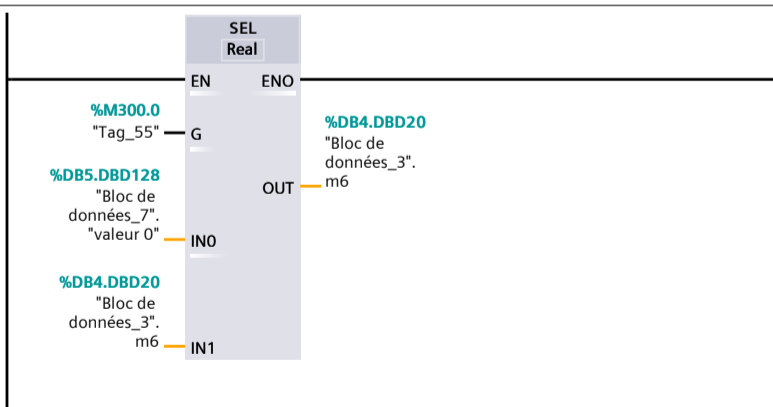 SEL
Real
EN
ENO
%M300.0
"Tag_55"
G
%DB4.DBD20
"Bloc de
données_3".
m6
OUT
%DB5.DBD128
"Bloc de
données_7".
"valeur 0"
IN0
%DB4.DBD20
"Bloc de
données_3".
m6
IN1